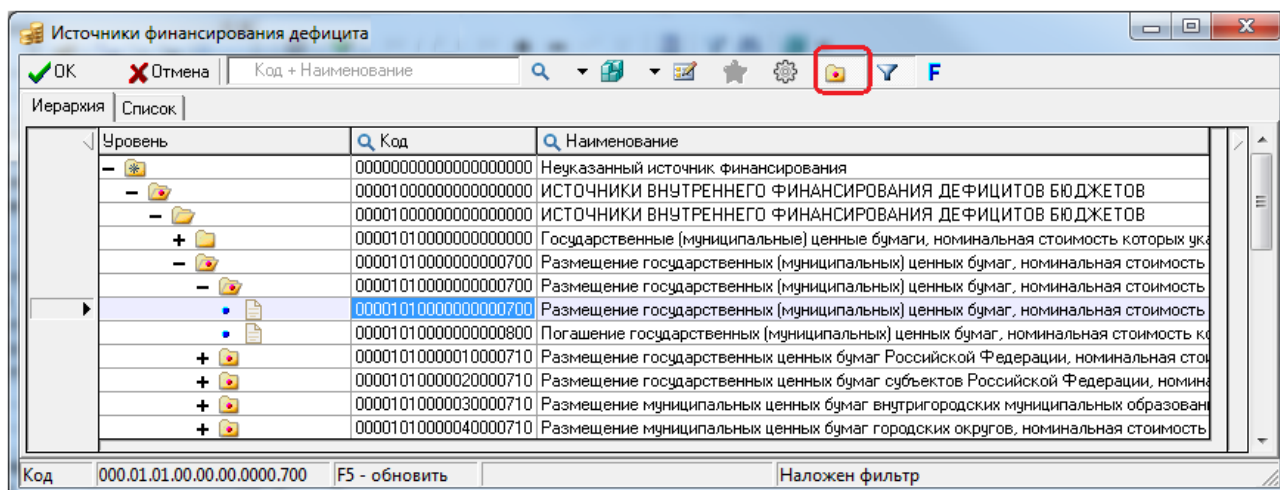 Источники финансирования дефицита
OK Отмена Код + Наименование F
Иерархия Список
Уровень Код Наименование
00000000000000000000 Неуказанный источник финансирования
00001000000000000000 ИСТОЧНИКИ ВНУТРЕННЕГО ФИНАНСИРОВАНИЯ ДЕФИЦИТОВ БЮДЖЕТОВ
00001000000000000000 ИСТОЧНИКИ ВНУТРЕННЕГО ФИНАНСИРОВАНИЯ ДЕФИЦИТОВ БЮДЖЕТОВ
00001010000000000000 Государственные (муниципальные) ценные бумаги, номинальная стоимость которых ука
00001010000000000700 Размещение государственных (муниципальных) ценных бумаг, номинальная стоимость
00001010000000000700 Размещение государственных (муниципальных) ценных бумаг, номинальная стоимость
00001010000000000700 Размещение государственных (муниципальных) ценных бумаг, номинальная стоимость
00001010000000000800 Погашение государственных (муниципальных) ценных бумаг, номинальная стоимость ко
00001010000010000710 Размещение государственных ценных бумаг Российской Федерации, номинальная стои
00001010000020000710 Размещение государственных ценных бумаг субъектов Российской Федерации, номина
00001010000030000710 Размещение муниципальных ценных бумаг внутригородских муниципальных образовани
00001010000040000710 Размещение муниципальных ценных бумаг городских округов, номинальная стоимость
Код 000.01.01.00.00.00.0000.700 F5 - обновить Наложен фильтр